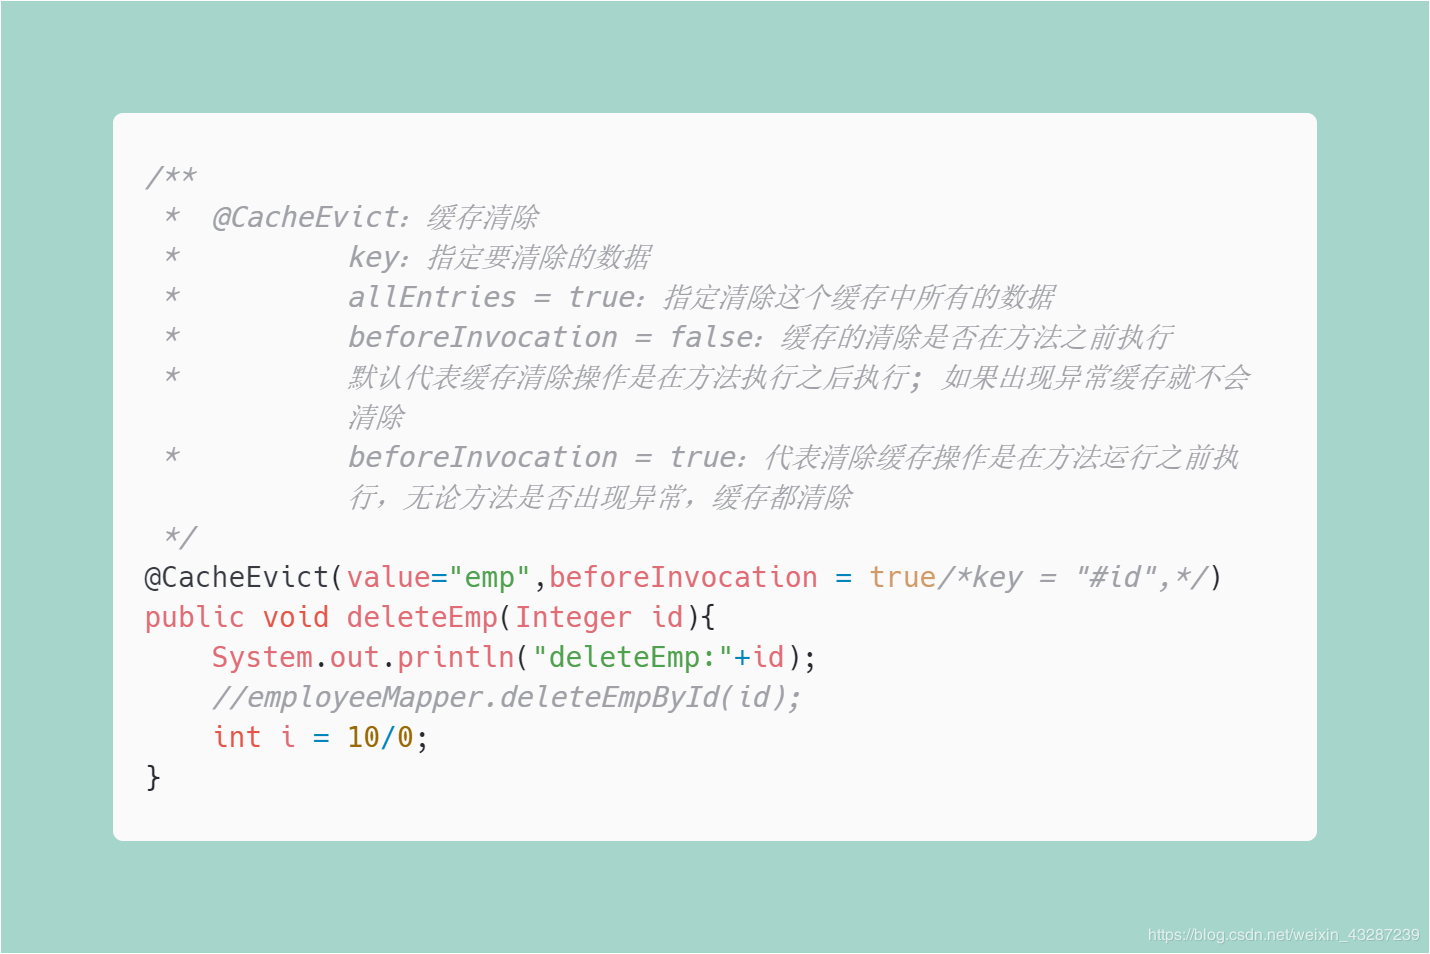 /**
 *  @CacheEvict：缓存清除
 *          key：指定要清除的数据
 *          allEntries = true：指定清除这个缓存中所有的数据
 *          beforeInvocation = false：缓存的清除是否在方法之前执行
 *          默认代表缓存清除操作是在方法执行之后执行; 如果出现异常缓存就不会
            清除
 *          beforeInvocation = true：代表清除缓存操作是在方法运行之前执
            行，无论方法是否出现异常，缓存都清除
 */
@CacheEvict(value="emp",beforeInvocation = true/*key = "#id",*/)
public void deleteEmp(Integer id){
    System.out.println("deleteEmp:"+id);
    //employeeMapper.deleteEmpById(id);
    int i = 10/0;
}
https://blog.csdn.net/weixin_43287239